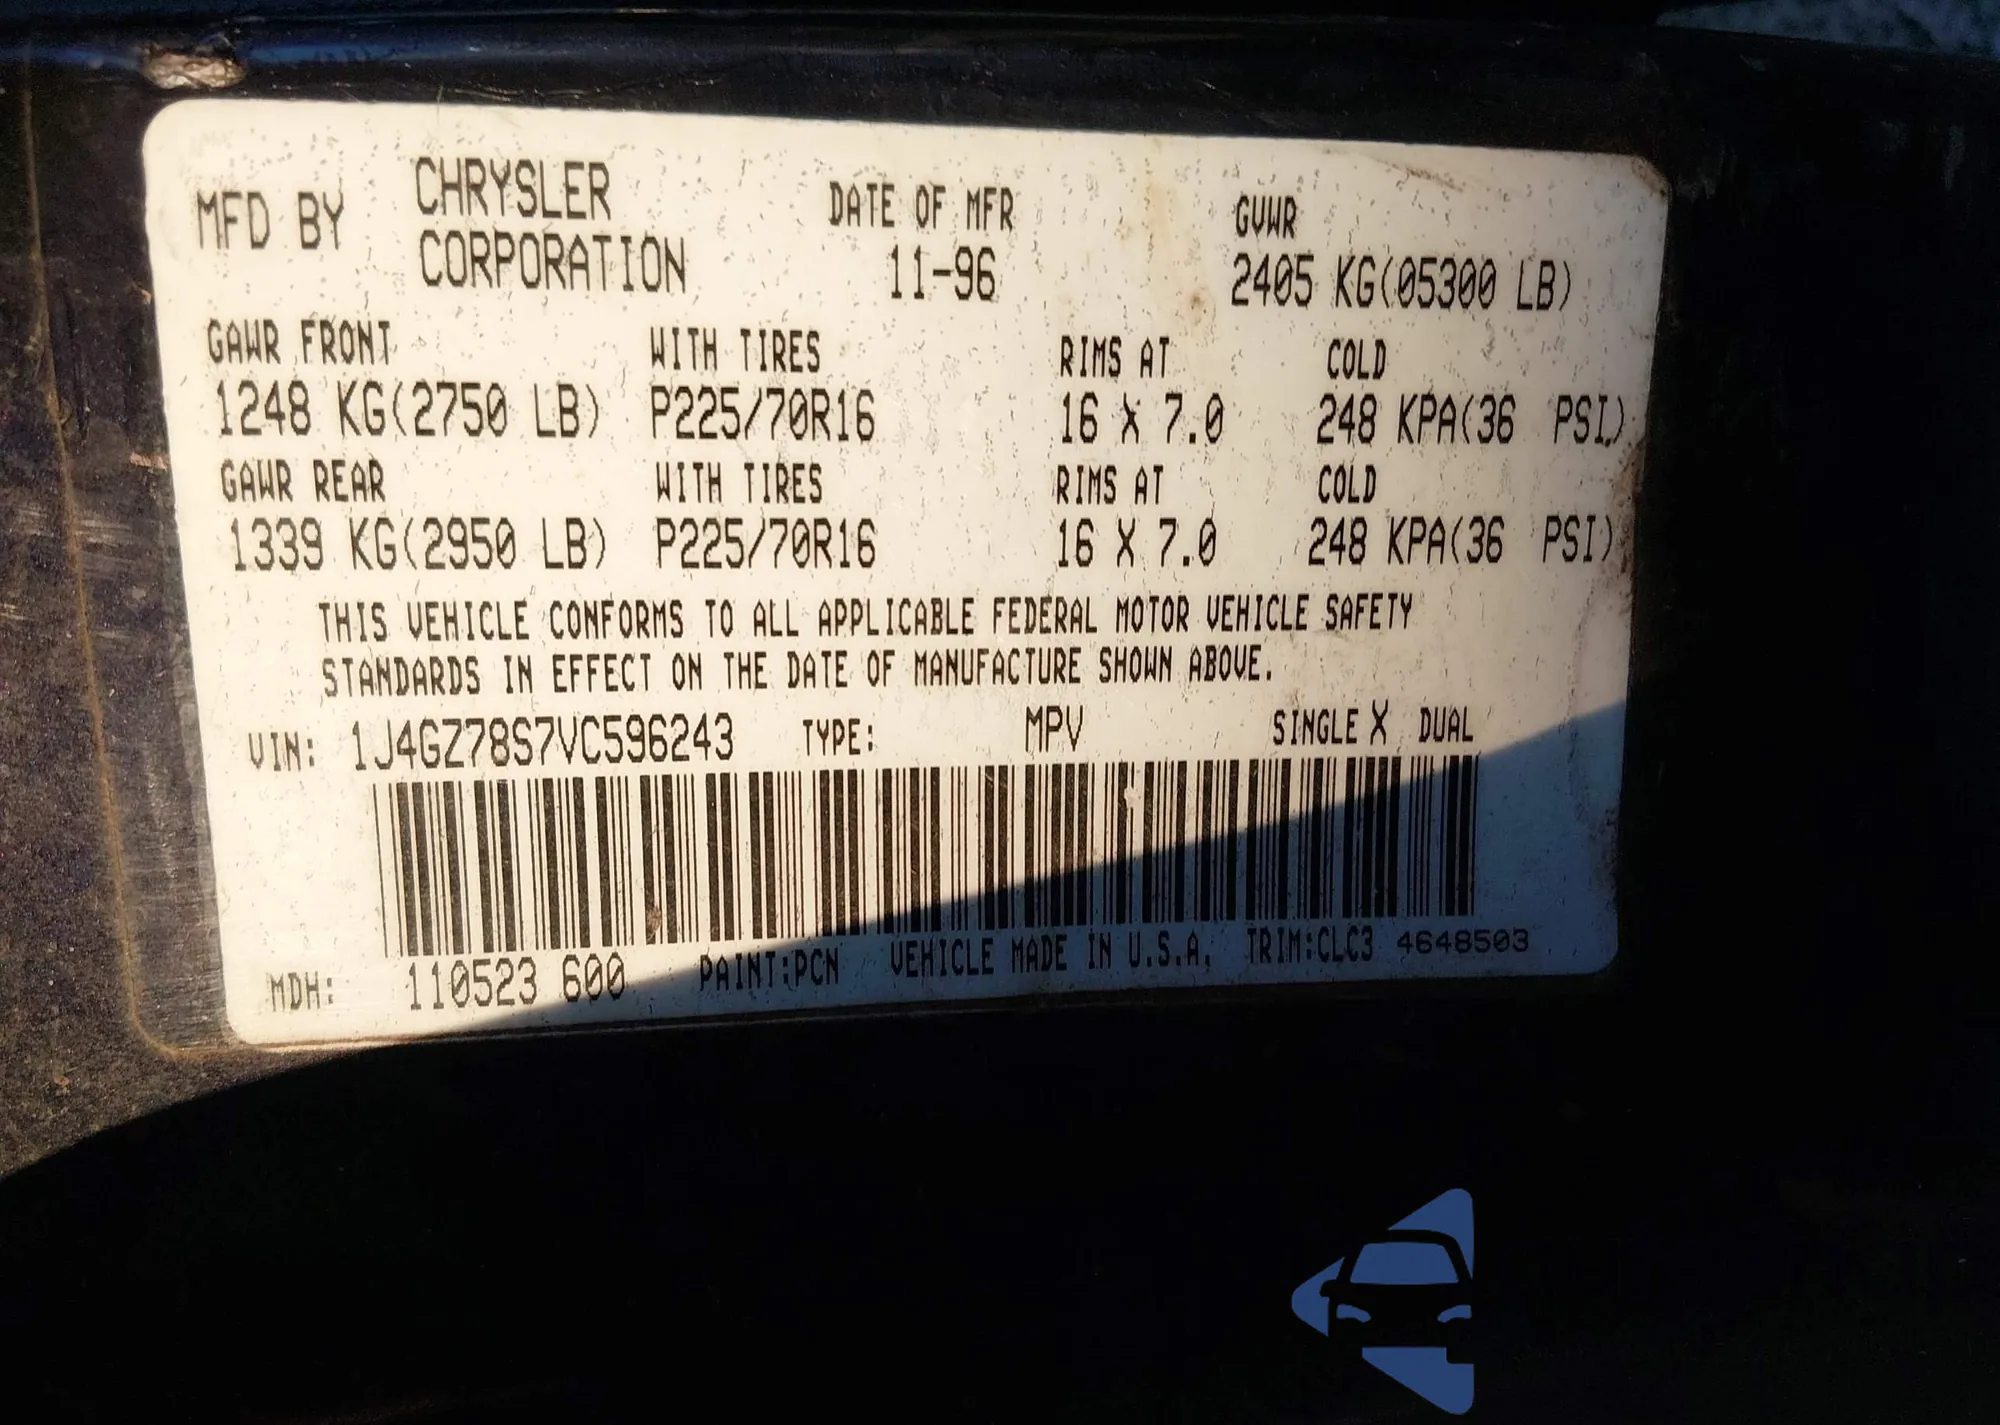 MFD BY CHRYSLER CORPORATION DATE OF MFR 11-96 GVWR 2405 KG(05300 LB)
GAWR FRONT WITH TIRES RIMS AT COLD
1248 KG(2750 LB) P225/70R16 16 X 7.0 248 KPA(36 PSI)
GAWR REAR WITH TIRES RIMS AT COLD
1339 KG(2950 LB) P225/70R16 16 X 7.0 248 KPA(36 PSI)
THIS VEHICLE CONFORMS TO ALL APPLICABLE FEDERAL MOTOR VEHICLE SAFETY
STANDARDS IN EFFECT ON THE DATE OF MANUFACTURE SHOWN ABOVE.
VIN: 1J4GZ78S7VC596243 TYPE: MPV SINGLE X DUAL
MDH: 110523 600 PAINT:PCN VEHICLE MADE IN U.S.A. TRIM:CLC3 4648503